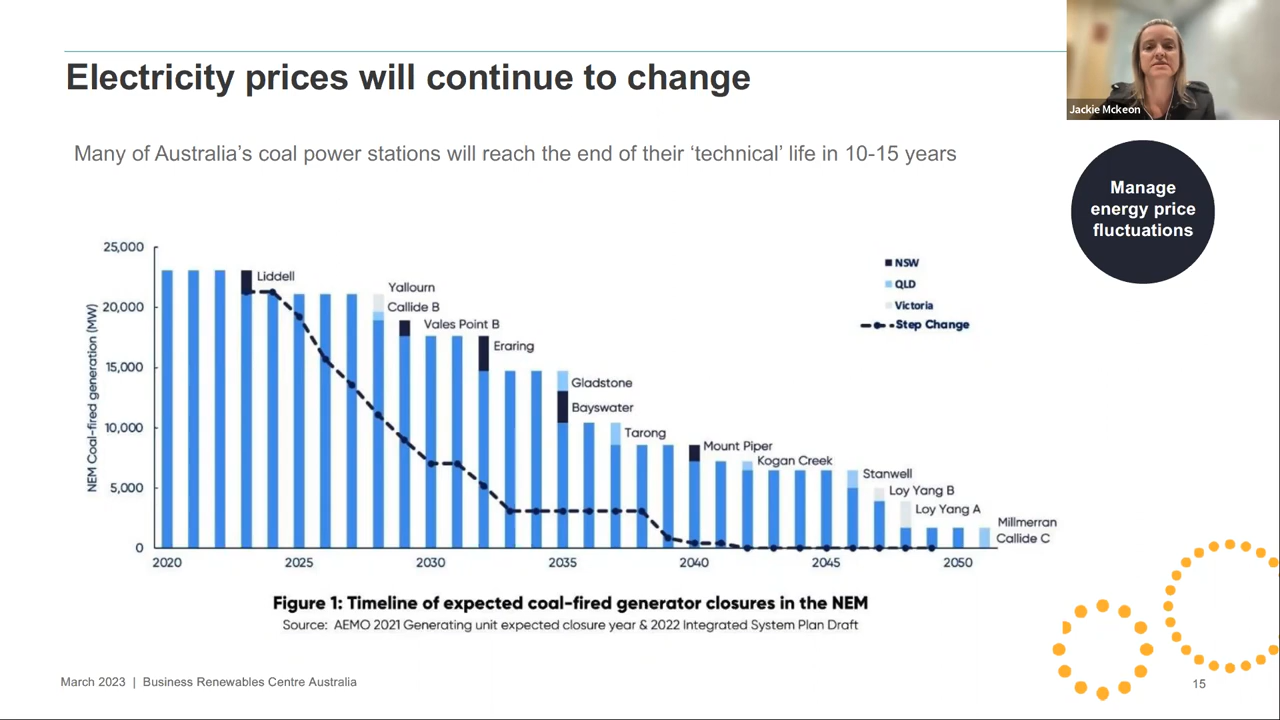 Electricity prices will continue to change
Jackie Mckeon
Many of Australia's coal power stations will reach the end of their 'technical' life in 10-15 years
Manage
energy price
fluctuations
NEM Coal-fired generation (MW)
25,000
20,000
15,000
10,000
5,000
0
Liddell
Yallourn
Callide B
Vales Point B
Eraring
Gladstone
Bayswater
Tarong
Mount Piper
Kogan Creek
Stanwell
Loy Yang B
Loy Yang A
Millmerran
Callide C
NSW
QLD
Victoria
Step Change
2020 2025 2030 2035 2040 2045 2050
Figure 1: Timeline of expected coal-fired generator closures in the NEM
Source: AEMO 2021 Generating unit expected closure year & 2022 Integrated System Plan Draft
March 2023 | Business Renewables Centre Australia
15